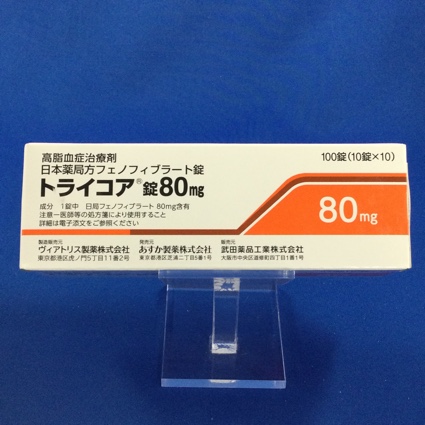 高脂血症治療剤
日本薬局方フェノフィブラート錠
トライコア®錠80mg
100錠(10錠×10)
成分 1錠中 日局フェノフィブラート 80mg含有
注意－医師等の処方箋により使用すること
詳細は電子添文をご参照ください
80mg
製造販売元
ヴィアトリス製薬株式会社
東京都港区虎ノ門5丁目11番2号
発売元
あすか製薬株式会社
東京都港区芝浦二丁目5番1号
販売元
武田薬品工業株式会社
大阪市中央区道修町四丁目1番1号